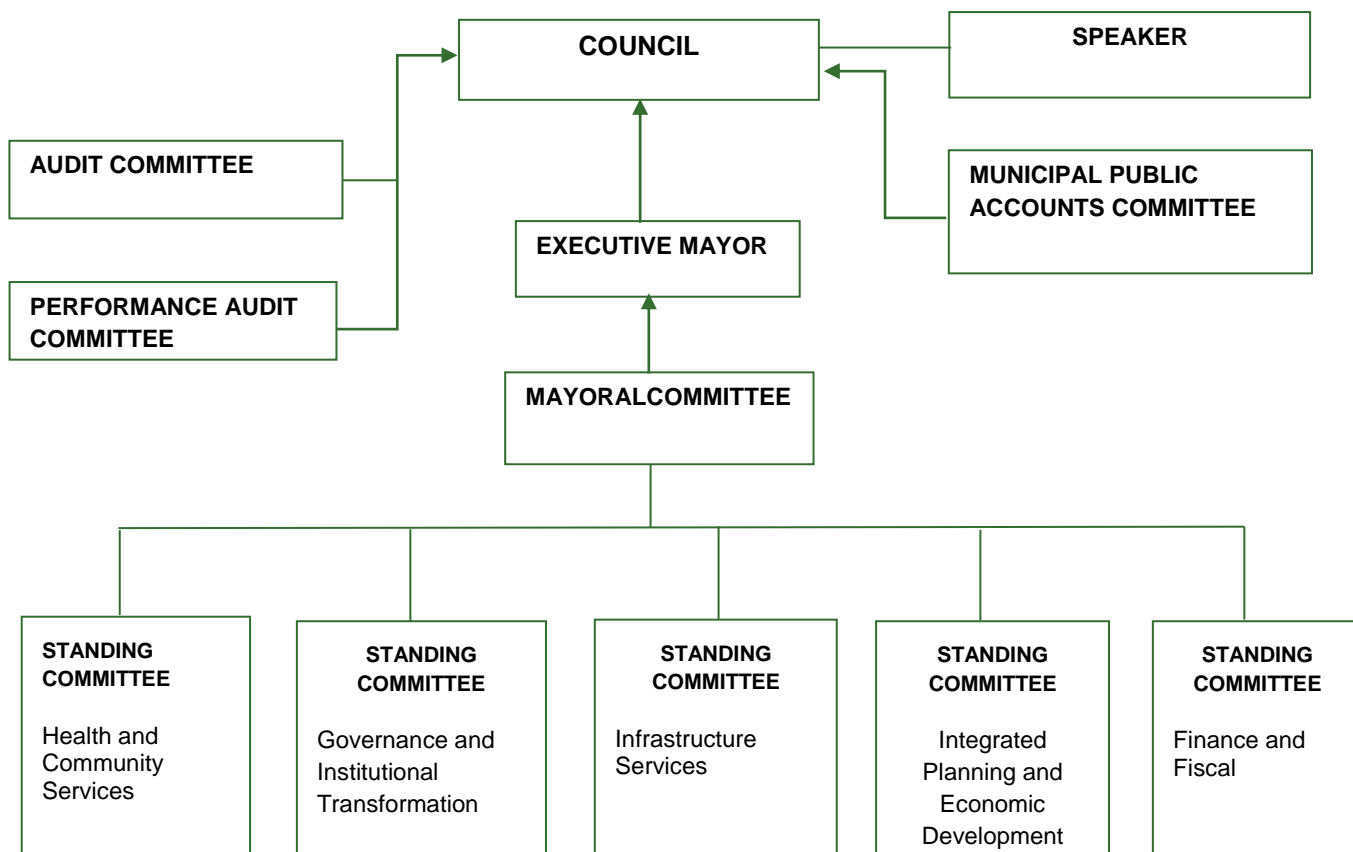 COUNCIL
SPEAKER
AUDIT COMMITTEE
MUNICIPAL PUBLIC
ACCOUNTS COMMITTEE
EXECUTIVE MAYOR
PERFORMANCE AUDIT
COMMITTEE
MAYORALCOMMITTEE
STANDING
COMMITTEE
Health and
Community
Services
STANDING
COMMITTEE
Governance and
Institutional
Transformation
STANDING
COMMITTEE
Infrastructure
Services
STANDING
COMMITTEE
Integrated
Planning and
Economic
Development
STANDING
COMMITTEE
Finance and
Fiscal